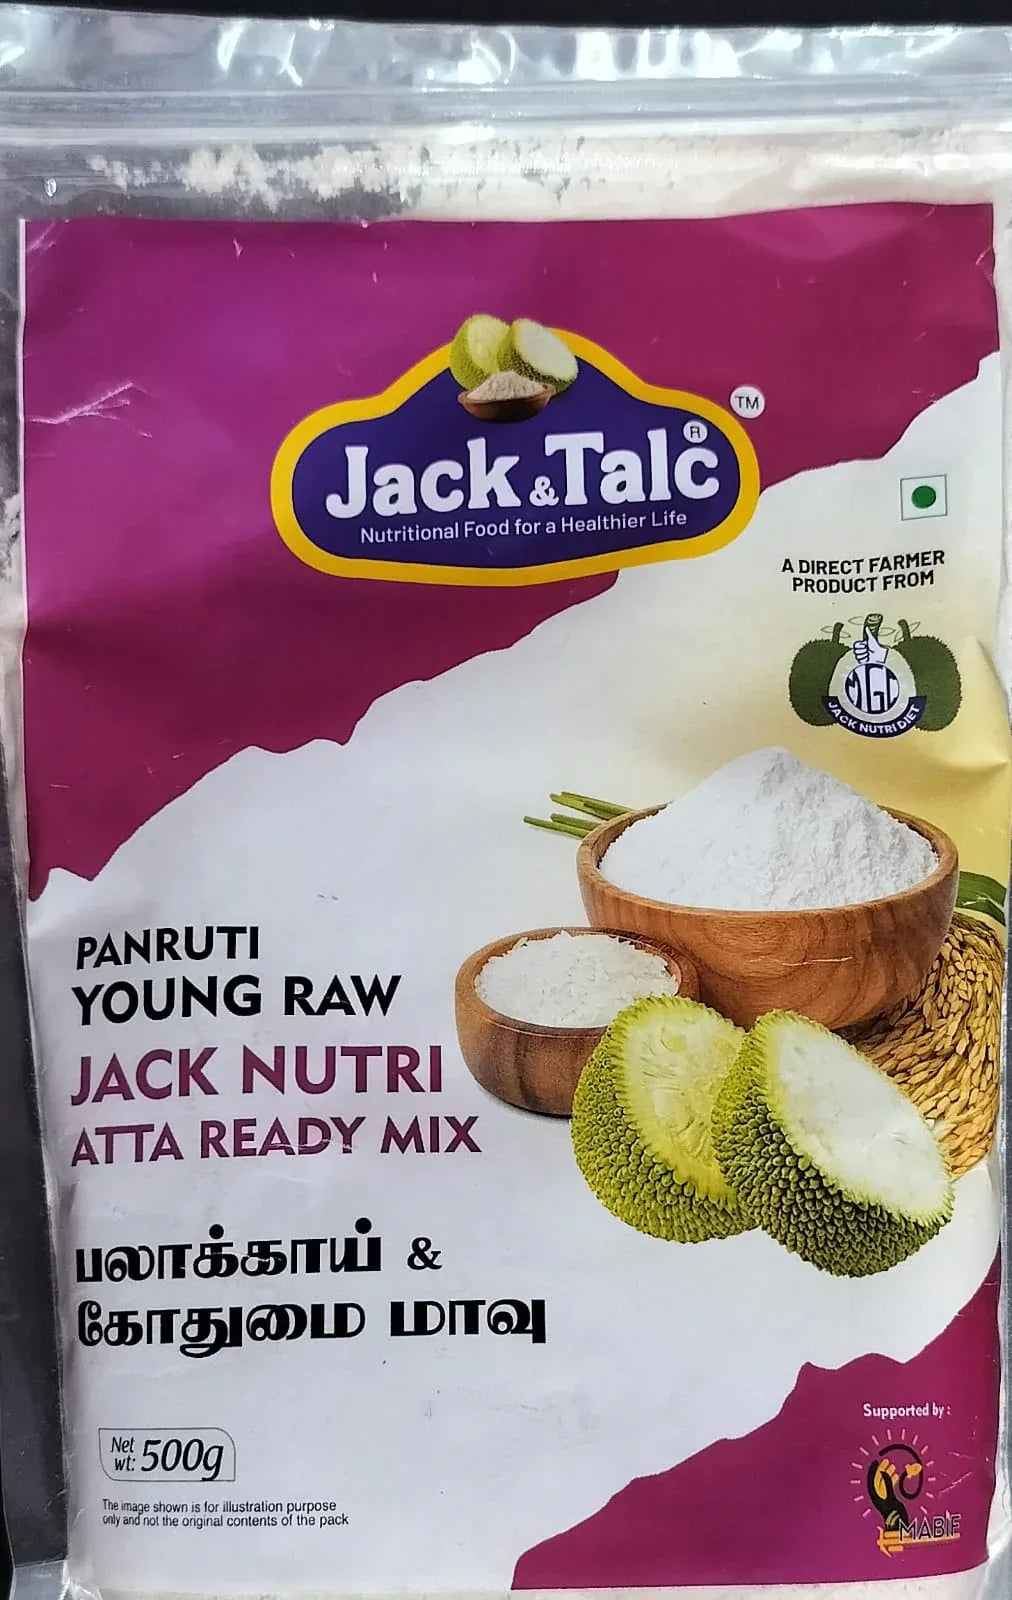 Jack & Talc ®
TM
Nutritional Food for a Healthier Life
A DIRECT FARMER
PRODUCT FROM
MGC
JACK NUTRI DIET
PANRUTI
YOUNG RAW
JACK NUTRI
ATTA READY MIX
பலாக்காய் &
கோதுமை மாவு
Net
wt: 500g
The image shown is for illustration purpose
only and not the original contents of the pack
Supported by :
MABIF